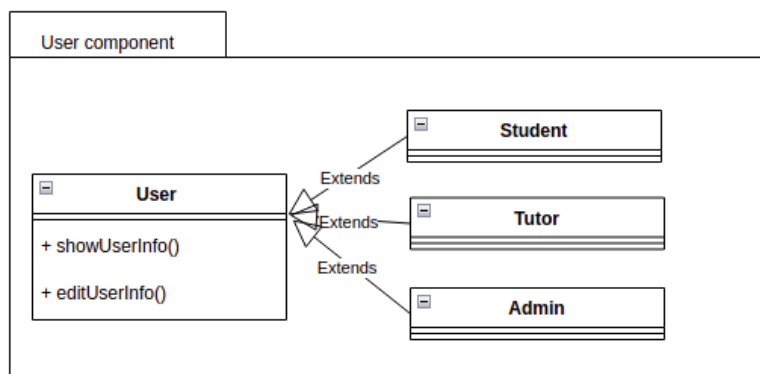 User component
Student
Extends
User
Extends
Tutor
+ showUserInfo()
Extends
+ editUserInfo()
Admin